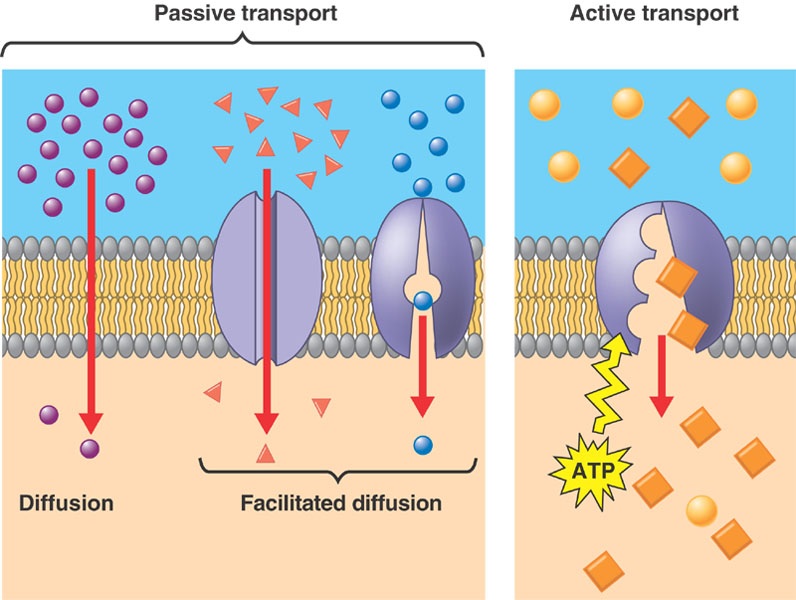 Passive transport
Active transport
ATP
Diffusion
Facilitated diffusion